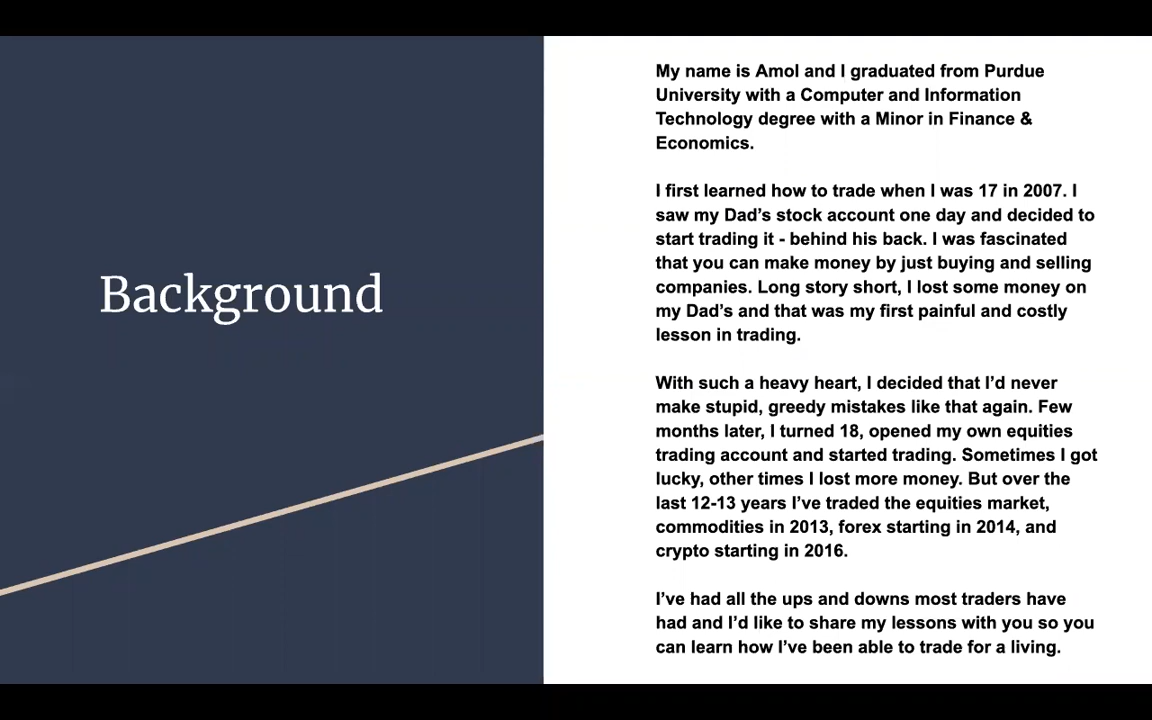 Background
My name is Amol and I graduated from Purdue
University with a Computer and Information
Technology degree with a Minor in Finance &
Economics.
I first learned how to trade when I was 17 in 2007. I
saw my Dad’s stock account one day and decided to
start trading it - behind his back. I was fascinated
that you can make money by just buying and selling
companies. Long story short, I lost some money on
my Dad’s and that was my first painful and costly
lesson in trading.
With such a heavy heart, I decided that I’d never
make stupid, greedy mistakes like that again. Few
months later, I turned 18, opened my own equities
trading account and started trading. Sometimes I got
lucky, other times I lost more money. But over the
last 12-13 years I’ve traded the equities market,
commodities in 2013, forex starting in 2014, and
crypto starting in 2016.
I’ve had all the ups and downs most traders have
had and I’d like to share my lessons with you so you
can learn how I’ve been able to trade for a living.